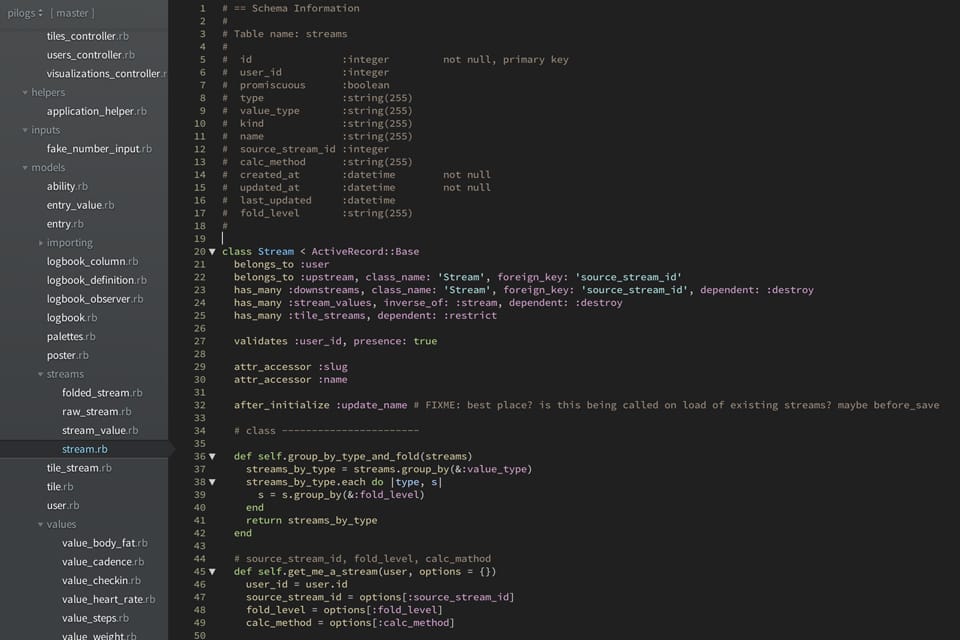 pilogs [ master ]
tiles_controller.rb
users_controller.rb
visualizations_controller.r
helpers
application_helper.rb
inputs
fake_number_input.rb
models
ability.rb
entry_value.rb
entry.rb
importing
logbook_column.rb
logbook_definition.rb
logbook_observer.rb
logbook.rb
palettes.rb
poster.rb
streams
folded_stream.rb
raw_stream.rb
stream_value.rb
stream.rb
tile_stream.rb
tile.rb
user.rb
values
value_body_fat.rb
value_cadence.rb
value_checkin.rb
value_heart_rate.rb
value_steps.rb
value_weight.rb
1 # == Schema Information
2 #
3 # Table name: streams
4 #
5 #  id               :integer        not null, primary key
6 #  user_id          :integer
7 #  promiscuous      :boolean
8 #  type             :string(255)
9 #  value_type       :string(255)
10 #  kind             :string(255)
11 #  name             :string(255)
12 #  source_stream_id :integer
13 #  calc_method      :string(255)
14 #  created_at       :datetime       not null
15 #  updated_at       :datetime       not null
16 #  last_updated     :datetime
17 #  fold_level       :string(255)
18 #
19
20 class Stream < ActiveRecord::Base
21   belongs_to :user
22   belongs_to :upstream, class_name: 'Stream', foreign_key: 'source_stream_id'
23   has_many :downstreams, class_name: 'Stream', foreign_key: 'source_stream_id', dependent: :destroy
24   has_many :stream_values, inverse_of: :stream, dependent: :destroy
25   has_many :tile_streams, dependent: :restrict
26
27   validates :user_id, presence: true
28
29   attr_accessor :slug
30   attr_accessor :name
31
32   after_initialize :update_name # FIXME: best place? is this being called on load of existing streams? maybe before_save
33
34   # class -----------------------
35
36   def self.group_by_type_and_fold(streams)
37     streams_by_type = streams.group_by(&:value_type)
38     streams_by_type.each do |type, s|
39       s = s.group_by(&:fold_level)
40     end
41     return streams_by_type
42   end
43
44   # source_stream_id, fold_level, calc_mathod
45   def self.get_me_a_stream(user, options = {})
46     user_id = user.id
47     source_stream_id = options[:source_stream_id]
48     fold_level = options[:fold_level]
49     calc_method = options[:calc_method]
50